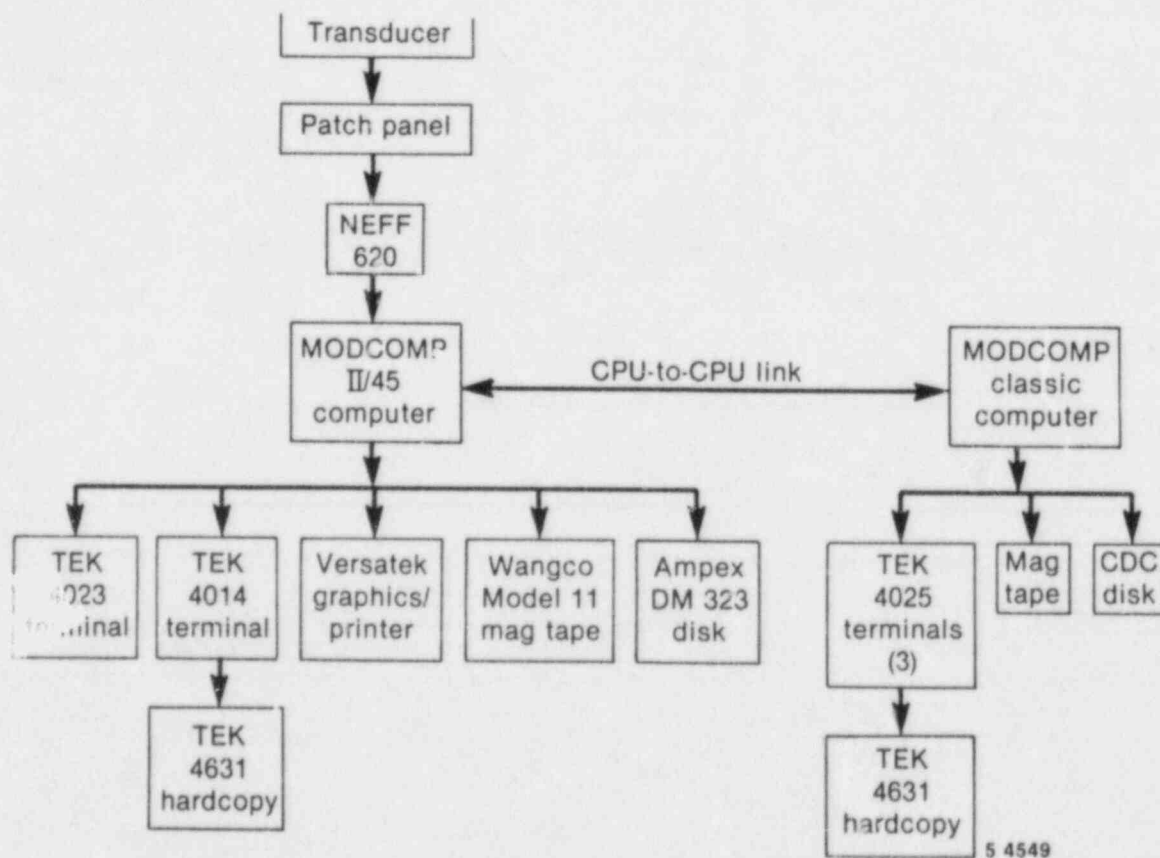 Transducer
Patch panel
NEFF
620
MODCOMP
II/45
computer
CPU-to-CPU link
MODCOMP
classic
computer
TEK
4023
terminal
TEK
4014
terminal
Versatek
graphics/
printer
Wangco
Model 11
mag tape
Ampex
DM 323
disk
TEK
4025
terminals
(3)
Mag
tape
CDC
disk
TEK
4631
hardcopy
TEK
4631
hardcopy
5 4549